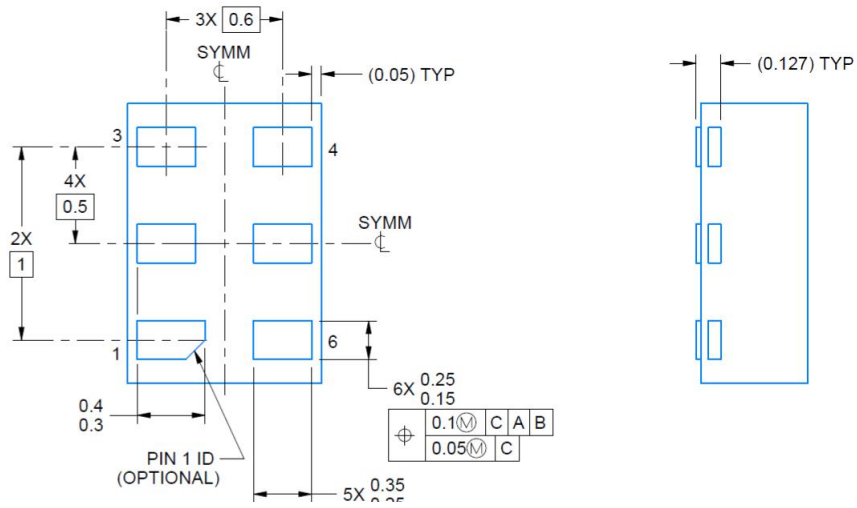 3X 0.6
SYMM
(0.05) TYP
(0.127) TYP
3
4
4X
0.5
SYMM
2X
1
1
6
6X 0.25
0.15
0.4
0.3
0.1Ⓜ C A B
0.05Ⓜ C
PIN 1 ID
(OPTIONAL)
5X 0.35